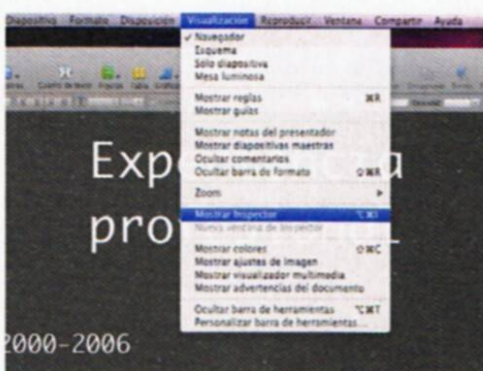 Diapositiva Formato Disposición Visualización Reproducir Ventana Compartir Ayuda
✓ Navegador
Esquema
Sólo diapositiva
Mesa luminosa
Mostrar reglas ⌘R
Mostrar guías
Mostrar notas del presentador
Mostrar diapositivas maestras
Ocultar comentarios
Ocultar barra de formato ⇧⌘R
Zoom
Mostrar Inspector ⌥⌘I
Nueva ventana de Inspector
Mostrar colores ⇧⌘C
Mostrar ajustes de imagen
Mostrar visualizador multimedia
Mostrar advertencias del documento
Ocultar barra de herramientas ⌥⌘T
Personalizar barra de herramientas...
Exp a
pro
2000-2006